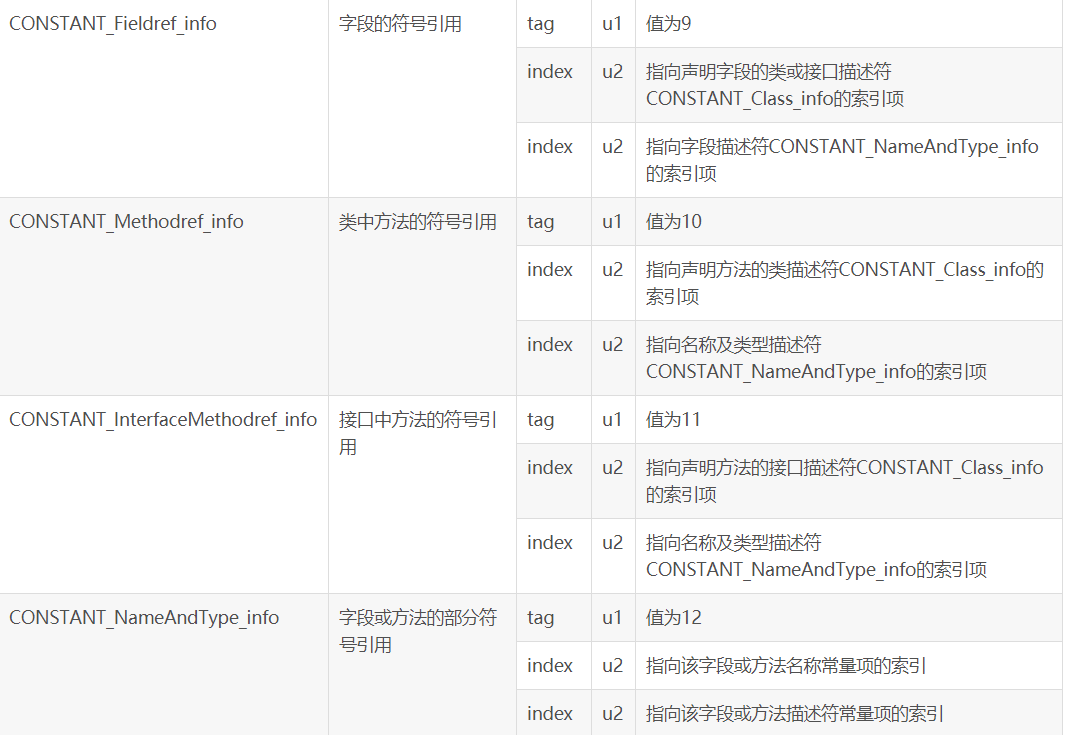 CONSTANT_Fieldref_info 字段的符号引用 tag u1 值为9
index u2 指向声明字段的类或接口描述符
CONSTANT_Class_info的索引项
index u2 指向字段描述符CONSTANT_NameAndType_info
的索引项
CONSTANT_Methodref_info 类中方法的符号引用 tag u1 值为10
index u2 指向声明方法的类描述符CONSTANT_Class_info的
索引项
index u2 指向名称及类型描述符
CONSTANT_NameAndType_info的索引项
CONSTANT_InterfaceMethodref_info 接口中方法的符号引 tag u1 值为11
用
index u2 指向声明方法的接口描述符CONSTANT_Class_info
的索引项
index u2 指向名称及类型描述符
CONSTANT_NameAndType_info的索引项
CONSTANT_NameAndType_info 字段或方法的部分符 tag u1 值为12
号引用
index u2 指向该字段或方法名称常量项的索引
index u2 指向该字段或方法描述符常量项的索引